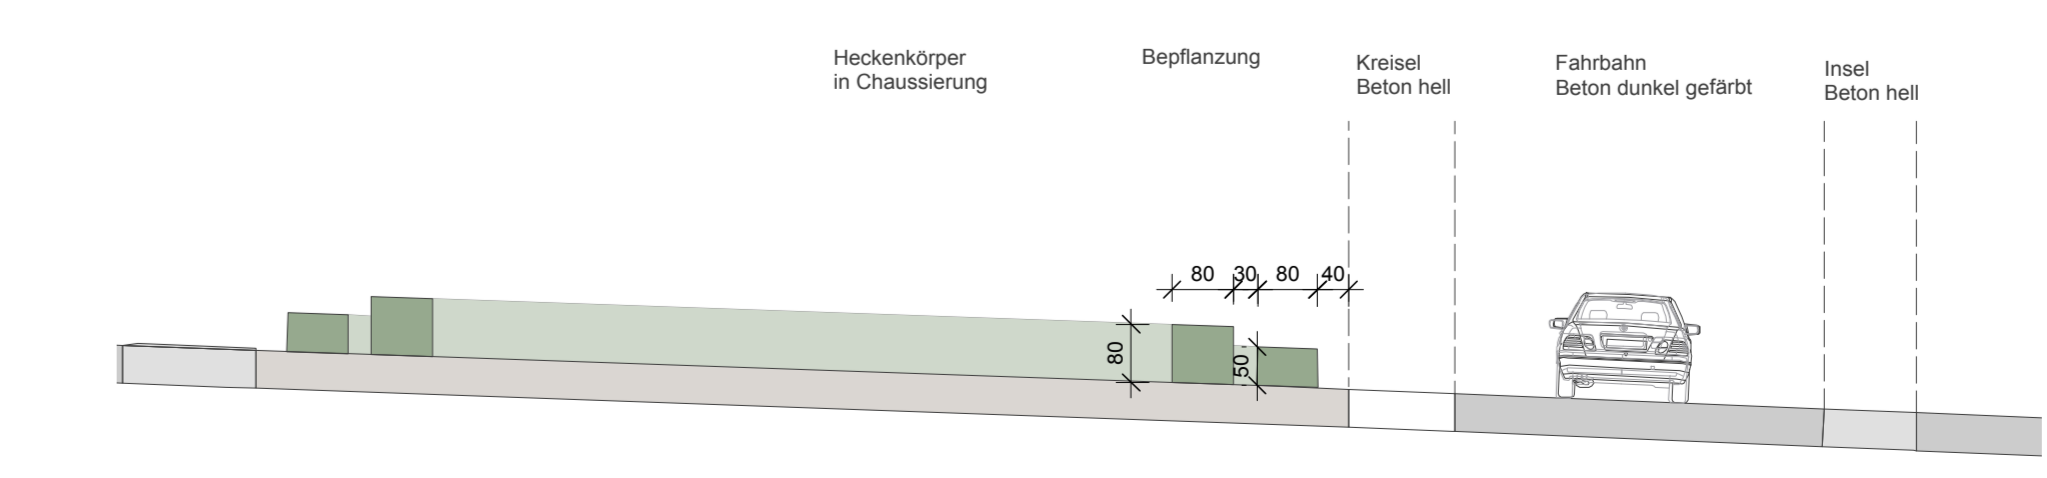 Heckenkörper
in Chaussierung
Bepflanzung
Kreisel
Beton hell
Fahrbahn
Beton dunkel gefärbt
Insel
Beton hell
80 30 80 40
80
50